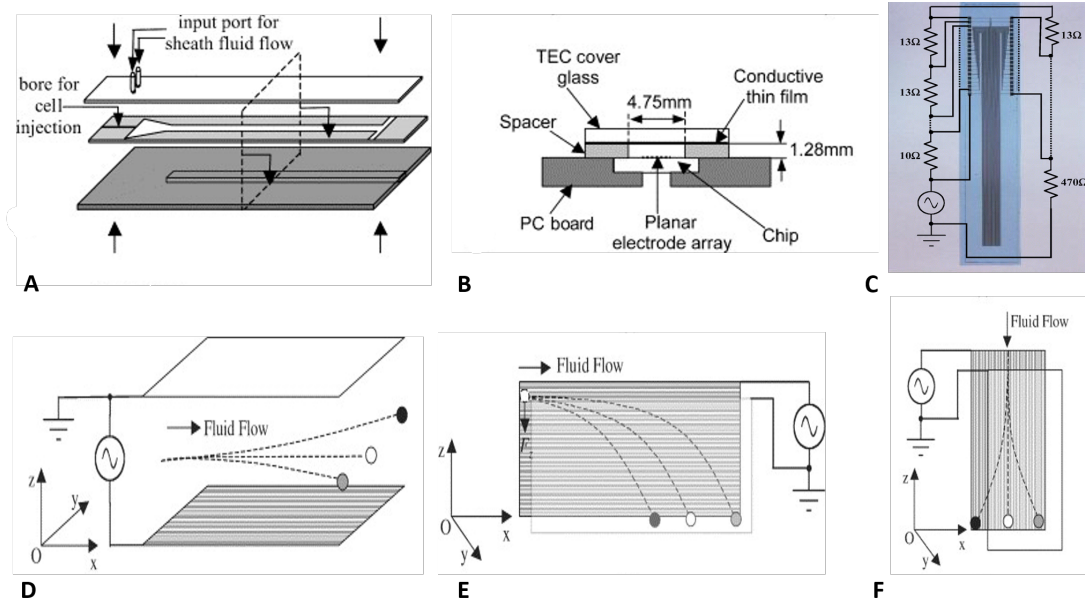 input port for
sheath fluid flow
bore for
cell
injection
A
TEC cover
glass
Conductive
thin film
4.75mm
Spacer
1.28mm
PC board
Planar
electrode array
Chip
B
13Ω
13Ω
13Ω
10Ω
470Ω
C
Fluid Flow
z
y
O
x
D
Fluid Flow
F
z
O
x
y
E
Fluid Flow
z
O
x
y
F